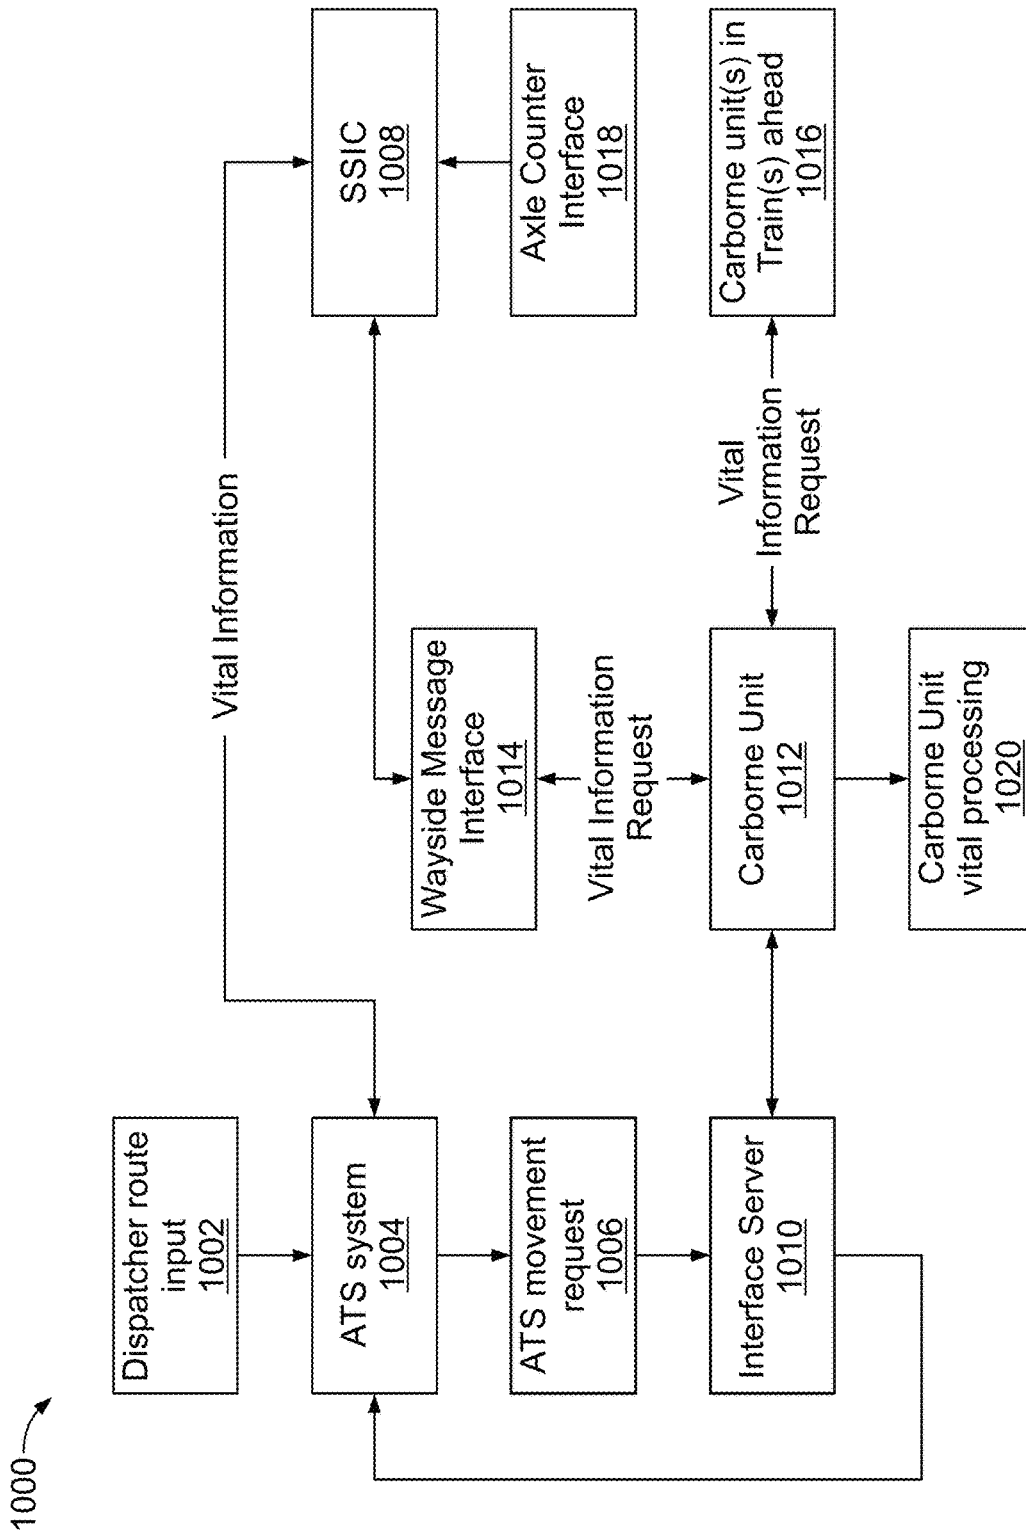 1000
Dispatcher route
input
1002
ATS system
1004
ATS movement
request
1006
Interface Server
1010
Vital Information
Wayside Message
Interface
1014
Vital Information
Request
Carborne Unit
1012
Carborne Unit
vital processing
1020
SSIC
1008
Axle Counter
Interface
1018
Vital
Information
Request
Carborne unit(s) in
Train(s) ahead
1016